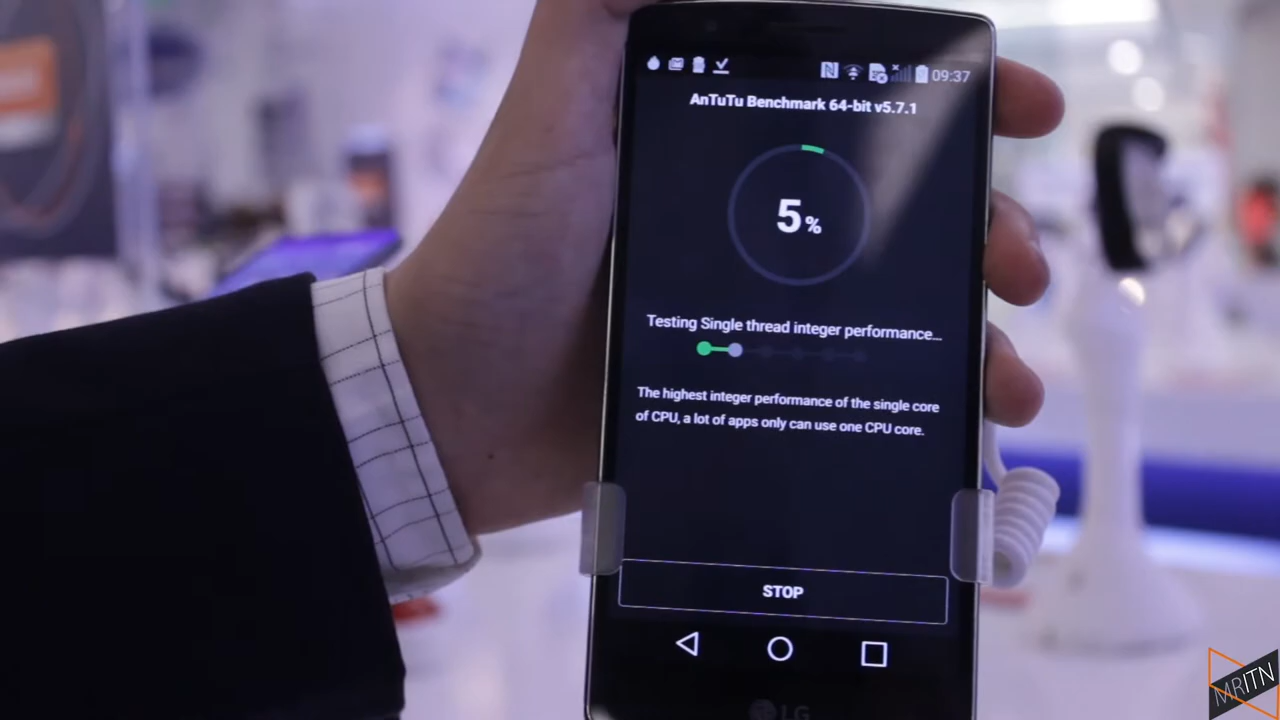 09:37
AnTuTu Benchmark 64-bit v5.7.1
5%
Testing Single thread integer performance...
The highest integer performance of the single core
of CPU, a lot of apps only can use one CPU core.
STOP
LG
MRITN